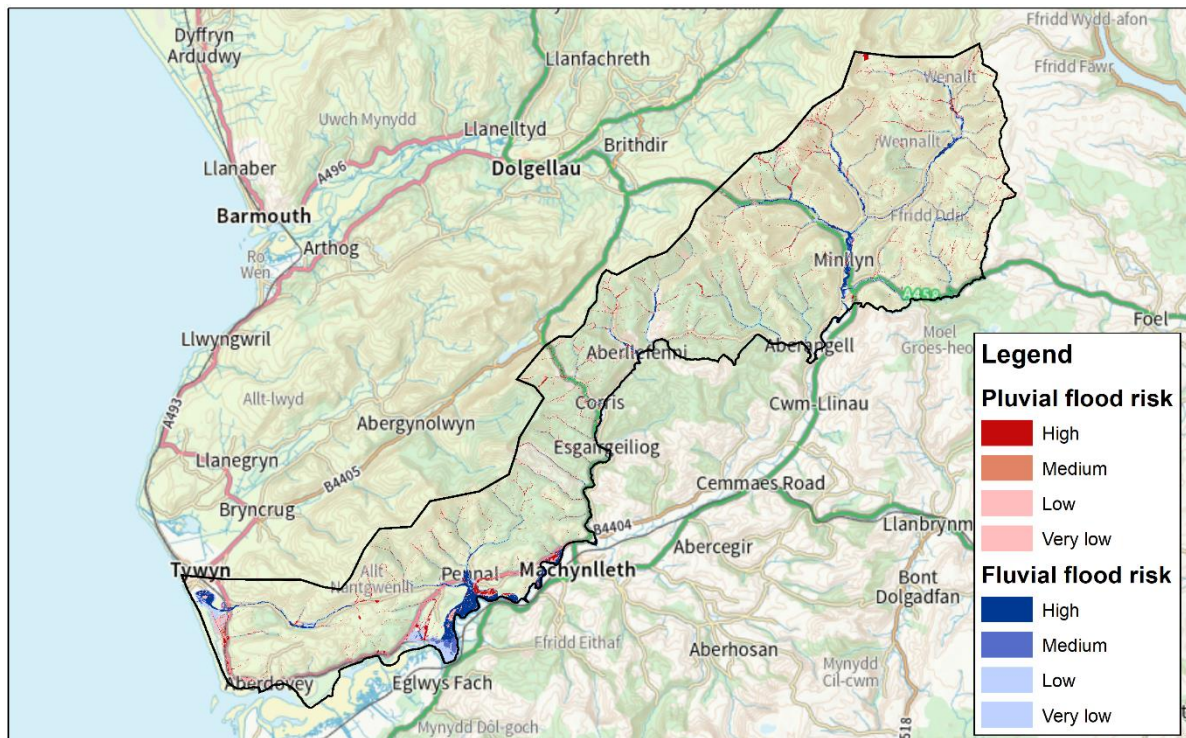 Ffridd Wydd-afon
Dyffryn
Ardudwy
Llanfachreth
Ffridd Fawr
Wenallt
Uwch Mynydd
Llanelltyd
Brithdir
Wennallt
Llanaber
A496
Dolgellau
Barmouth
Arthog
Ro
Wen
Ffridd Ddu
Minllyn
A458
Foel
Moel
Groes-heo
Llwyngwril
Aberllefenni
Aberangell
Allt-lwyd
A493
Abergynolwyn
Corris
Cwm-Llinau
Esgairgeiliog
Llanegryn
B4405
Cemmaes Road
Bryncrug
B4404
Llanbrynm
Abercegir
Tywyn
Allt
Nantgwenlli
Pennal
Machynlleth
Bont
Dolgadfan
Ffridd Eithaf
Aberhosan
Mynydd
Cil-cwm
Aberdovey
Eglwys Fach
Mynydd Dôl-goch
518
Legend
Pluvial flood risk
High
Medium
Low
Very low
Fluvial flood risk
High
Medium
Low
Very low